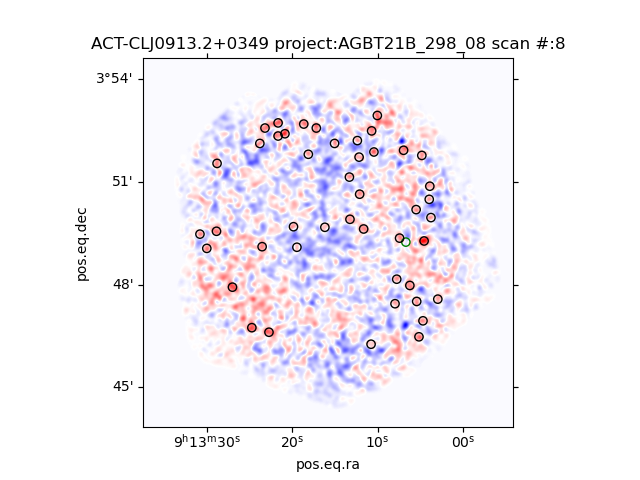 ACT-CLJ0913.2+0349 project:AGBT21B_298_08 scan #:8
3°54'
51'
48'
45'
pos.eq.dec
9ʰ13ᵐ30ˢ 20ˢ 10ˢ 00ˢ
pos.eq.ra